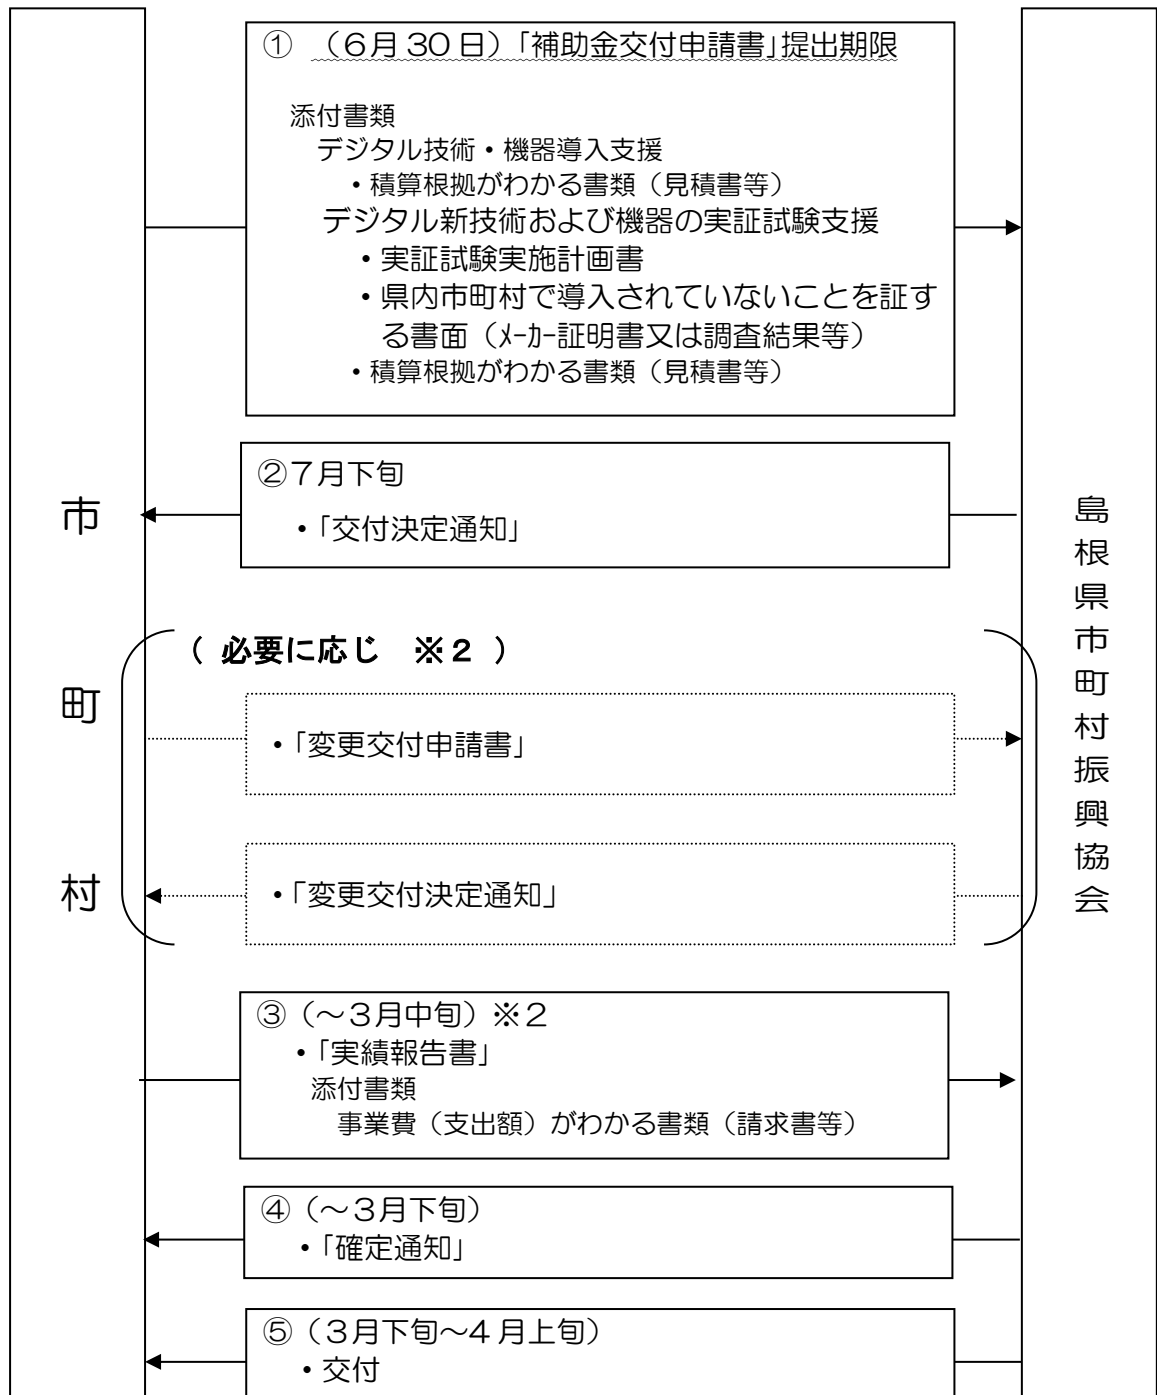 ① （６月３０日）「補助金交付申請書」提出期限
添付書類
デジタル技術・機器導入支援
・積算根拠がわかる書類（見積書等）
デジタル新技術および機器の実証試験支援
・実証試験実施計画書
・県内市町村で導入されていないことを証す
る書面（ﾒｰｶｰ証明書又は調査結果等）
・積算根拠がわかる書類（見積書等）
②７月下旬
・「交付決定通知」
市町村
島根県市町村振興協会
（ 必要に応じ ※２ ）
・「変更交付申請書」
・「変更交付決定通知」
③（～３月中旬）※２
・「実績報告書」
添付書類
事業費（支出額）がわかる書類（請求書等）
④（～３月下旬）
・「確定通知」
⑤（３月下旬～４月上旬）
・交付